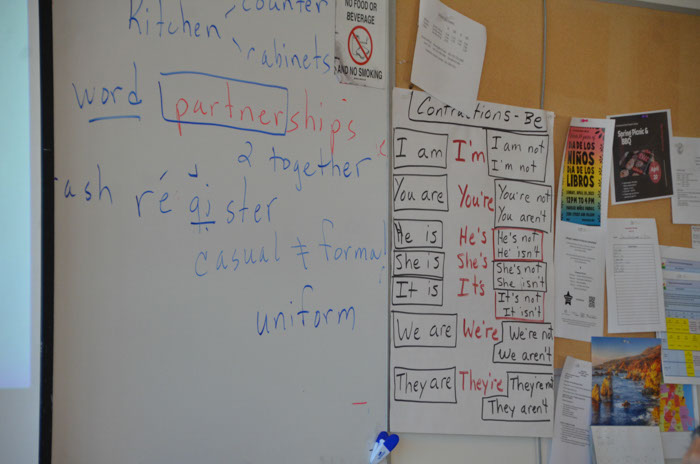 Kitchen counter
cabinets
word partnerships
2 together
ash régister
casual ≠ formal
uniform
NO FOOD OR
BEVERAGE
AND NO SMOKING
Contractions - Be
I am I'm I am not
I'm not
You are You're You're not
You aren't
He is He's He's not
He isn't
She is She's She's not
She isn't
It is It's It's not
It isn't
We are We're We're not
We aren't
They are They're They're not
They aren't
DIA DE LOS
NIÑOS
DIA DE LOS
LIBROS
12PM TO 4PM
Spring Picnic &
BBQ